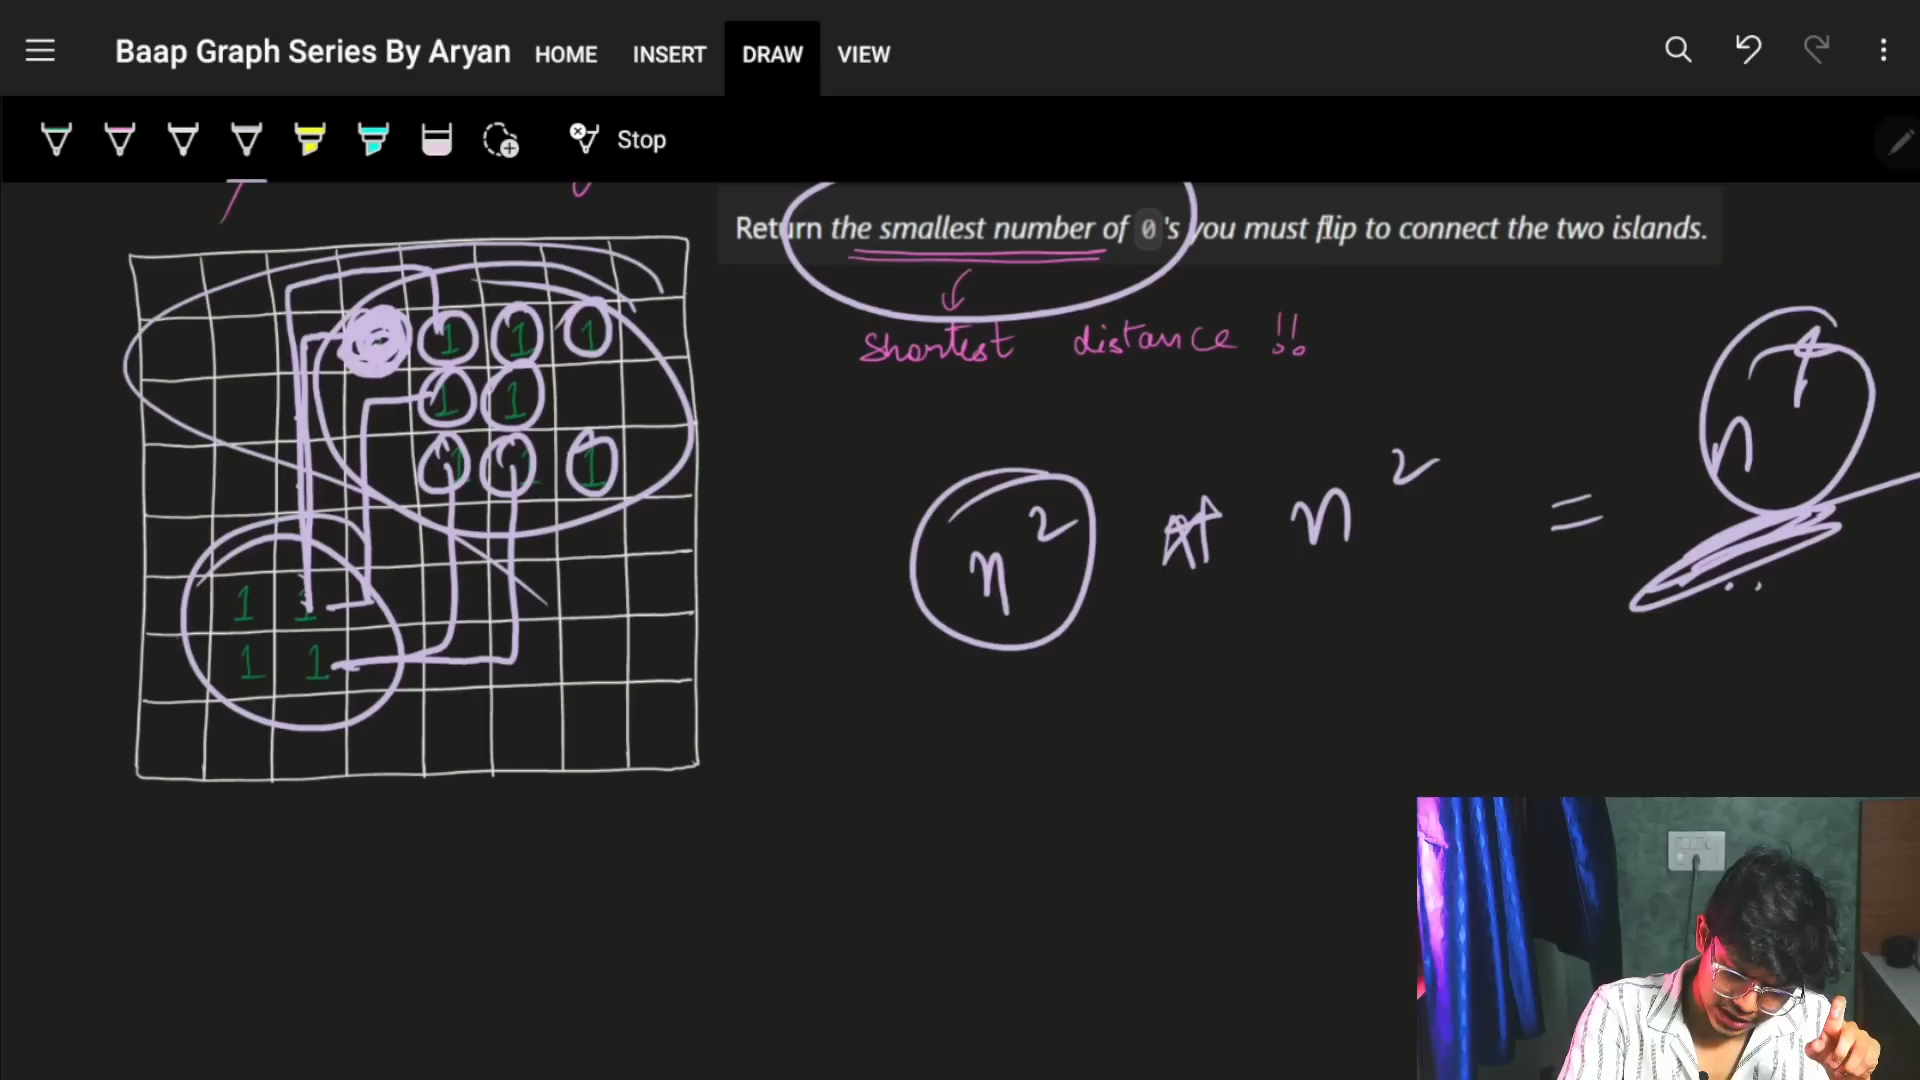 Baap Graph Series By Aryan HOME INSERT DRAW VIEW
Stop
Return the smallest number of 0's you must flip to connect the two islands.
shortest distance !!
1 1 1
1 1
1 1 1
1 1
1 1
n² * n² = n⁴